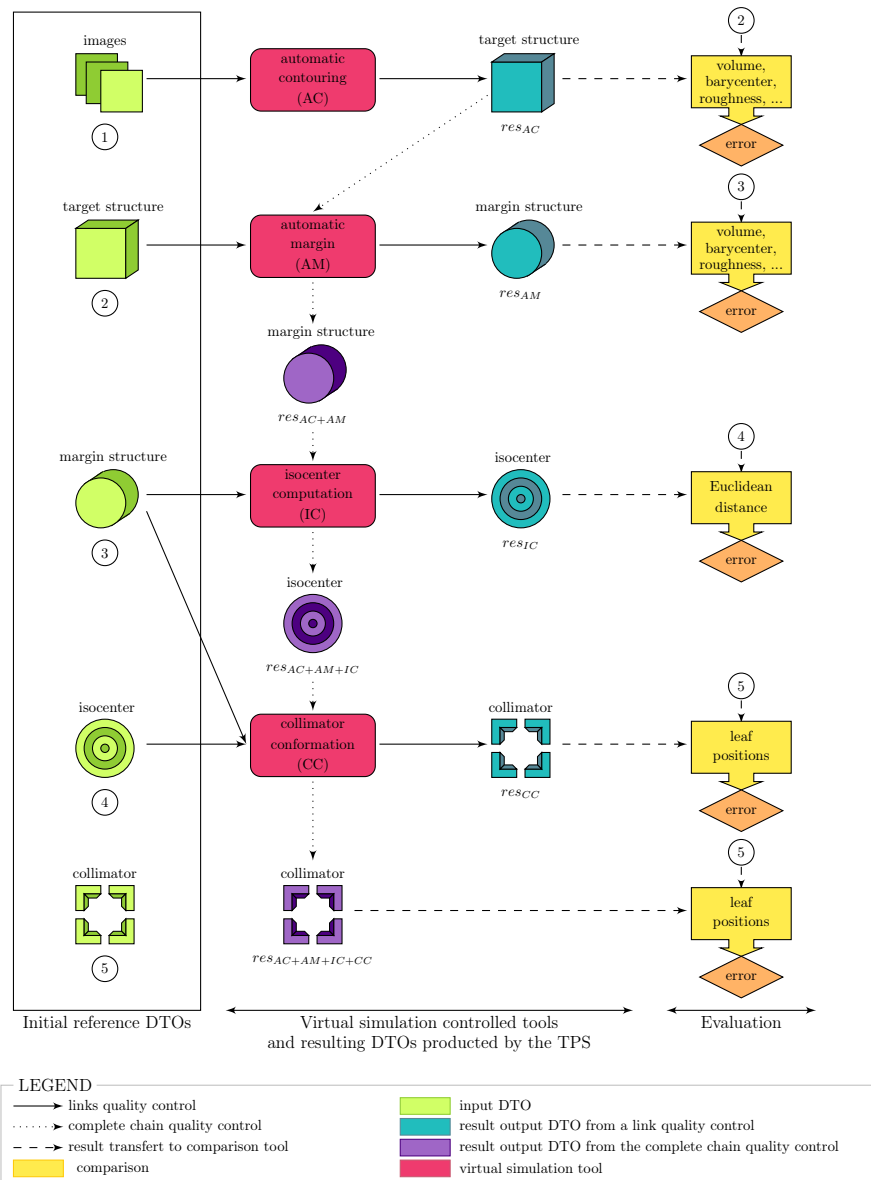 images
1
automatic
contouring
(AC)
target structure
res_AC
2
volume,
barycenter,
roughness, ...
error
target structure
2
automatic
margin
(AM)
margin structure
res_AM
3
volume,
barycenter,
roughness, ...
error
margin structure
res_AC+AM
margin structure
3
isocenter
computation
(IC)
isocenter
res_IC
4
Euclidean
distance
error
isocenter
res_AC+AM+IC
isocenter
4
collimator
conformation
(CC)
collimator
res_CC
5
leaf
positions
error
collimator
5
collimator
res_AC+AM+IC+CC
5
leaf
positions
error
Initial reference DTOs
Virtual simulation controlled tools
and resulting DTOs producted by the TPS
Evaluation
LEGEND
links quality control
complete chain quality control
result transfert to comparison tool
comparison
input DTO
result output DTO from a link quality control
result output DTO from the complete chain quality control
virtual simulation tool